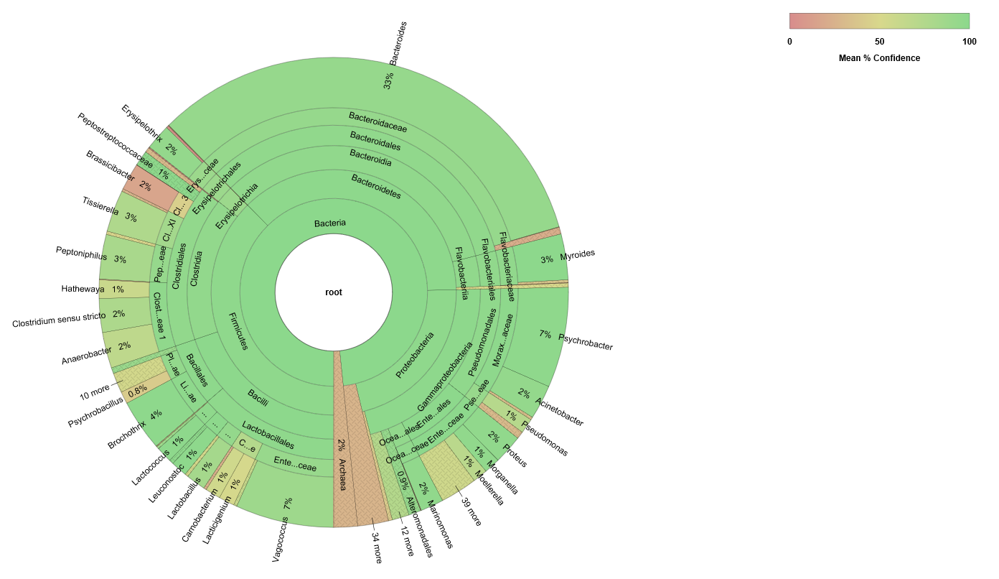 0 50 100
Mean % Confidence
root
Bacteria
Bacteroidetes
Bacteroidia
Bacteroidales
Bacteroidaceae
33% Bacteroides
Flavobacteriia
Flavobacteriales
Flavobacteriaceae
3% Myroides
Proteobacteria
Gammaproteobacteria
Pseudomonadales
Morax...aceae
7% Psychrobacter
2% Acinetobacter
Pse...eae
1% Pseudomonas
Ente...ales
Ente...ceae
2% Proteus
1% Morganella
1% Moellerella
39 more
Ocea...ales
Ocea...ceae
2% Marinomonas
0.9% Alteromonadales
12 more
34 more
2% Archaea
Firmicutes
Bacilli
Lactobacillales
Ente...ceae
Vagococcus 7%
C...e
Lacticigenium 1%
Carnobacterium 1%
...
Lactobacillus 1%
...
Leuconostoc 1%
...
Lactococcus 1%
Bacillales
Li...ae
Brochothrix 4%
Pl...ae
Psychrobacillus 0.8%
10 more
Clostridia
Clostridiales
Clost...eae 1
Anaerobacter 2%
Clostridium sensu stricto 2%
Hathewaya 1%
Pep...eae
Peptoniphilus 3%
Cl...XI
Tissierella 3%
Cl... 3
Brassicibacter 2%
Peptostreptococcaceae 1%
Erysipelotrichia
Erysipelotrichales
Erys...ceae
Erysipelothrix 2%